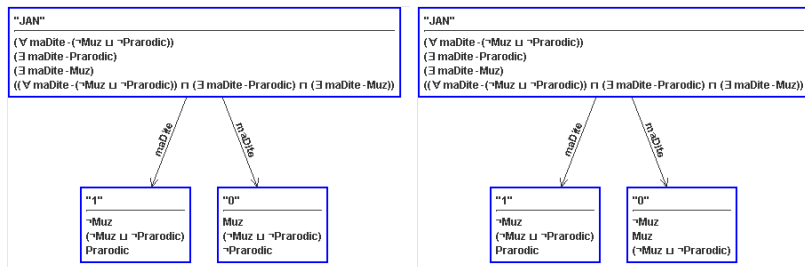 "JAN"
(∀ maDite-(¬Muz ⊔ ¬Prarodic))
(∃ maDite-Prarodic)
(∃ maDite-Muz)
((∀ maDite-(¬Muz ⊔ ¬Prarodic)) ⊓ (∃ maDite-Prarodic) ⊓ (∃ maDite-Muz))
maDite
maDite
"1"
¬Muz
(¬Muz ⊔ ¬Prarodic)
Prarodic
"0"
Muz
(¬Muz ⊔ ¬Prarodic)
¬Prarodic
"JAN"
(∀ maDite-(¬Muz ⊔ ¬Prarodic))
(∃ maDite-Prarodic)
(∃ maDite-Muz)
((∀ maDite-(¬Muz ⊔ ¬Prarodic)) ⊓ (∃ maDite-Prarodic) ⊓ (∃ maDite-Muz))
maDite
maDite
"1"
¬Muz
(¬Muz ⊔ ¬Prarodic)
Prarodic
"0"
¬Muz
Muz
(¬Muz ⊔ ¬Prarodic)